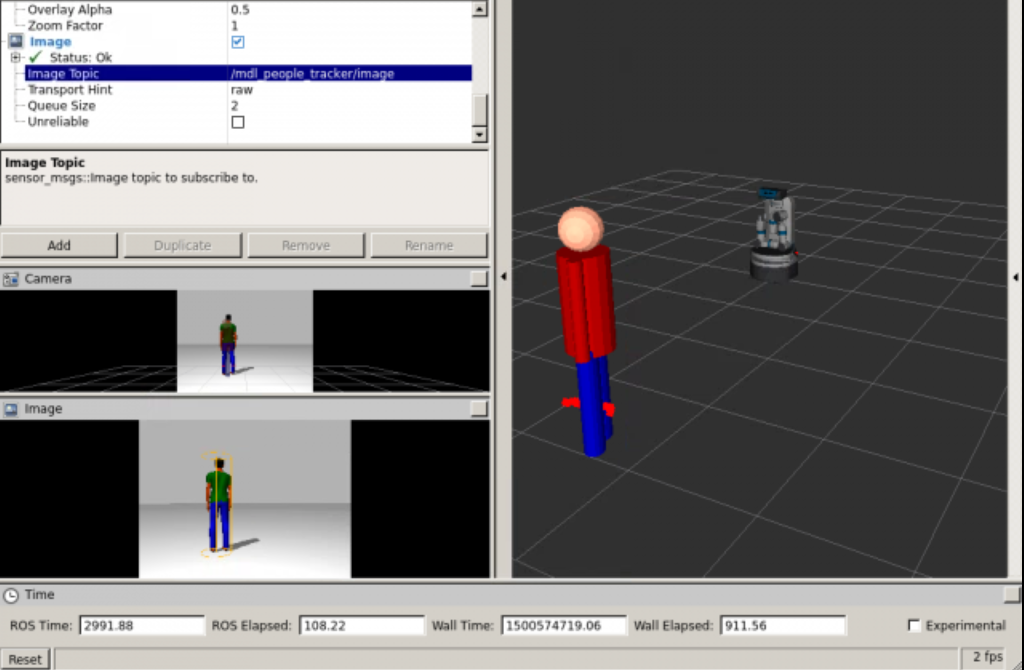 Overlay Alpha 0.5
Zoom Factor 1
Image
Status: Ok
Image Topic /mdl_people_tracker/image
Transport Hint raw
Queue Size 2
Unreliable
Image Topic
sensor_msgs::Image topic to subscribe to.
Add Duplicate Remove Rename
Camera
Image
Time
ROS Time: 2991.88 ROS Elapsed: 108.22 Wall Time: 1500574719.06 Wall Elapsed: 911.56 Experimental
Reset 2 fps